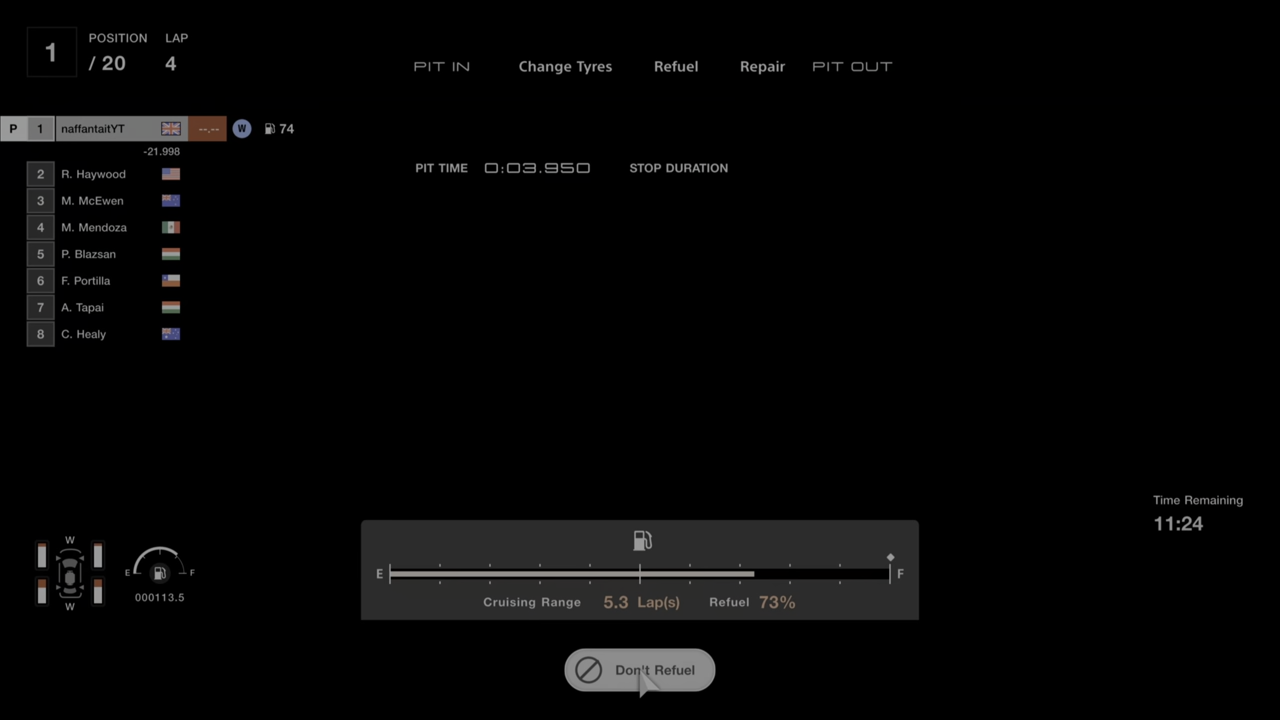 1
POSITION LAP
/ 20 4
PIT IN Change Tyres Refuel Repair PIT OUT
P 1 naffantaitYT --.-- W 74
-21.998
2 R. Haywood
3 M. McEwen
4 M. Mendoza
5 P. Blazsan
6 F. Portilla
7 A. Tapai
8 C. Healy
PIT TIME 0:03.950 STOP DURATION
Time Remaining
11:24
W
E F
000113.5
W
E F
Cruising Range 5.3 Lap(s) Refuel 73%
Don't Refuel